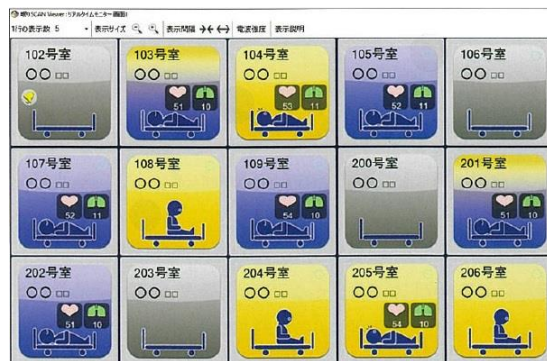 眠りSCAN Viewer:リアルタイムモニター画面1
1行の表示数 5 表示サイズ 表示間隔 電波強度 表示説明
102号室 103号室 104号室 105号室 106号室
○○ □□ ○○ □□ ○○ □□ ○○ □□ ○○ □□
51 10 53 11 52 11
107号室 108号室 109号室 200号室 201号室
○○ □□ ○○ □□ ○○ □□ ○○ □□ ○○ □□
52 11 54 10 51 10
202号室 203号室 204号室 205号室 206号室
○○ □□ ○○ □□ ○○ □□ ○○ □□ ○○ □□
51 10 54 10